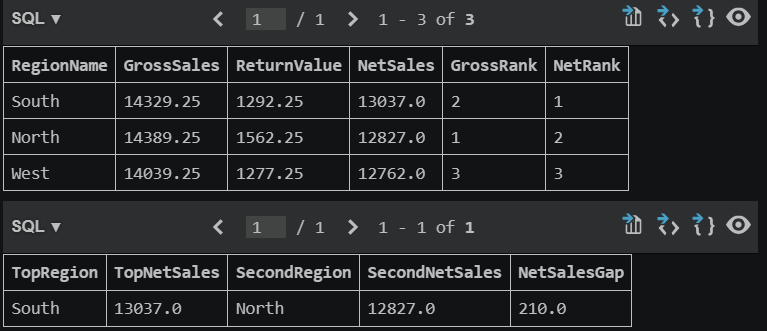 SQL ▼ < 1 / 1 > 1 - 3 of 3
RegionName GrossSales ReturnValue NetSales GrossRank NetRank
South 14329.25 1292.25 13037.0 2 1
North 14389.25 1562.25 12827.0 1 2
West 14039.25 1277.25 12762.0 3 3
SQL ▼ < 1 / 1 > 1 - 1 of 1
TopRegion TopNetSales SecondRegion SecondNetSales NetSalesGap
South 13037.0 North 12827.0 210.0